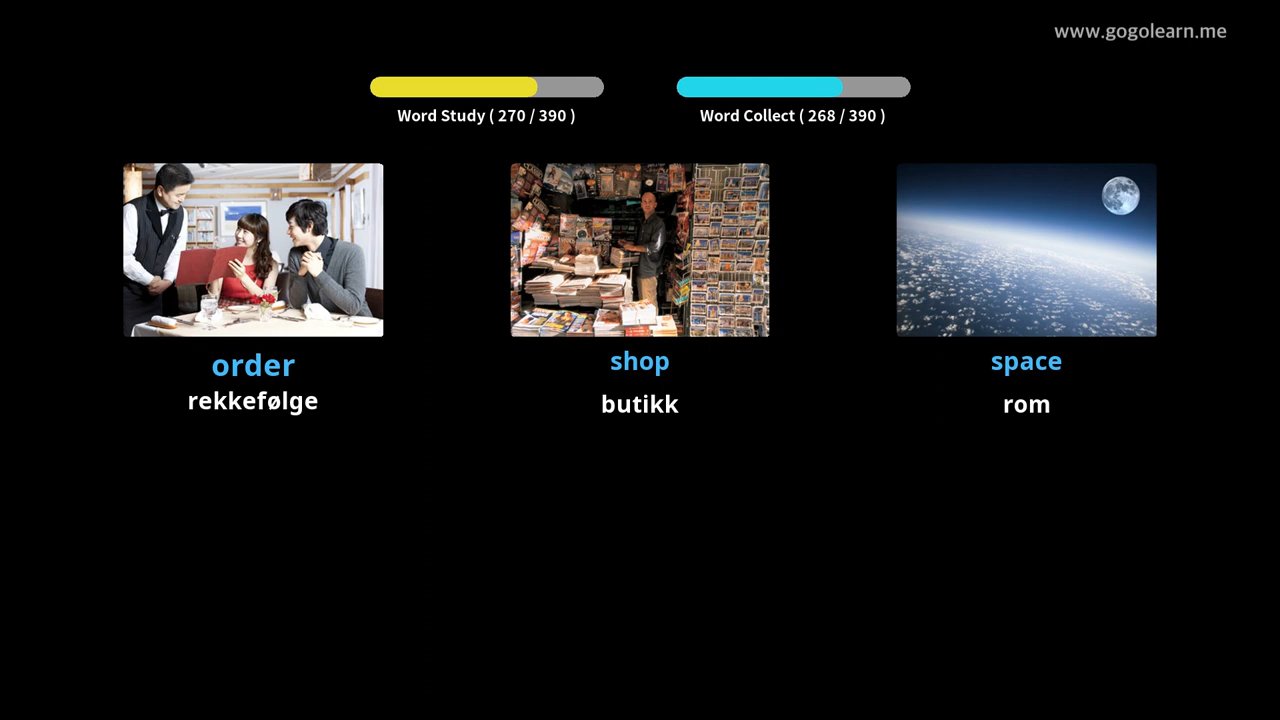 www.gogolearn.me
Word Study ( 270 / 390 )
Word Collect ( 268 / 390 )
order
rekkefølge
shop
butikk
space
rom